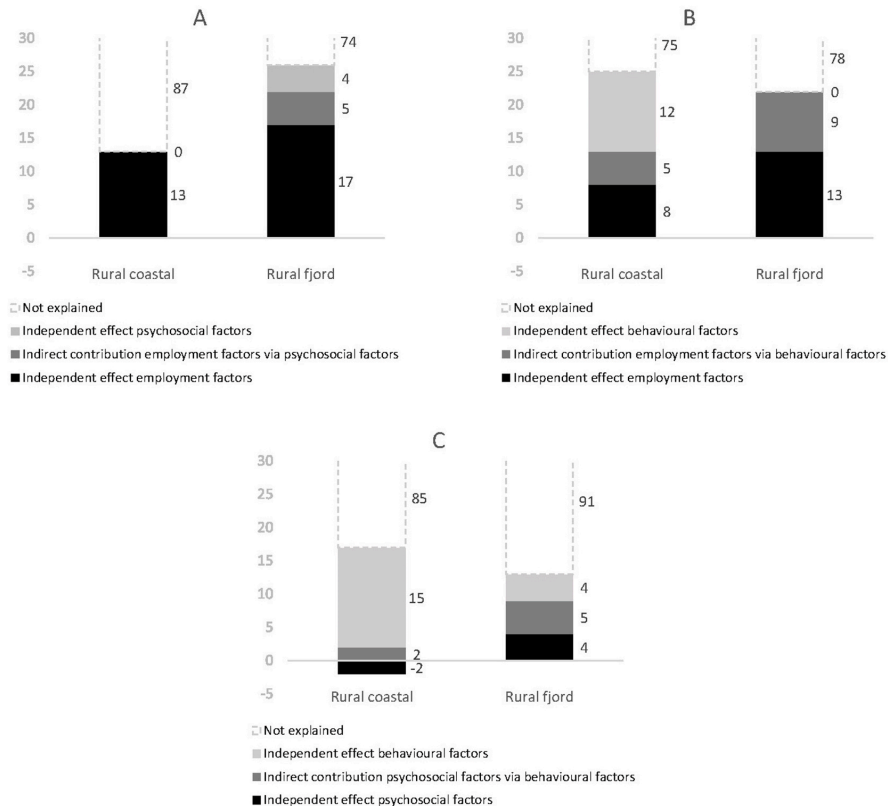 A
30
25
20
15
10
5
0
-5
87
0
13
74
4
5
17
Rural coastal Rural fjord
Not explained
Independent effect psychosocial factors
Indirect contribution employment factors via psychosocial factors
Independent effect employment factors
B
30
25
20
15
10
5
0
-5
75
12
5
8
78
0
9
13
Rural coastal Rural fjord
Not explained
Independent effect behavioural factors
Indirect contribution employment factors via behavioural factors
Independent effect employment factors
C
30
25
20
15
10
5
0
-5
85
15
2
-2
91
4
5
4
Rural coastal Rural fjord
Not explained
Independent effect behavioural factors
Indirect contribution psychosocial factors via behavioural factors
Independent effect psychosocial factors